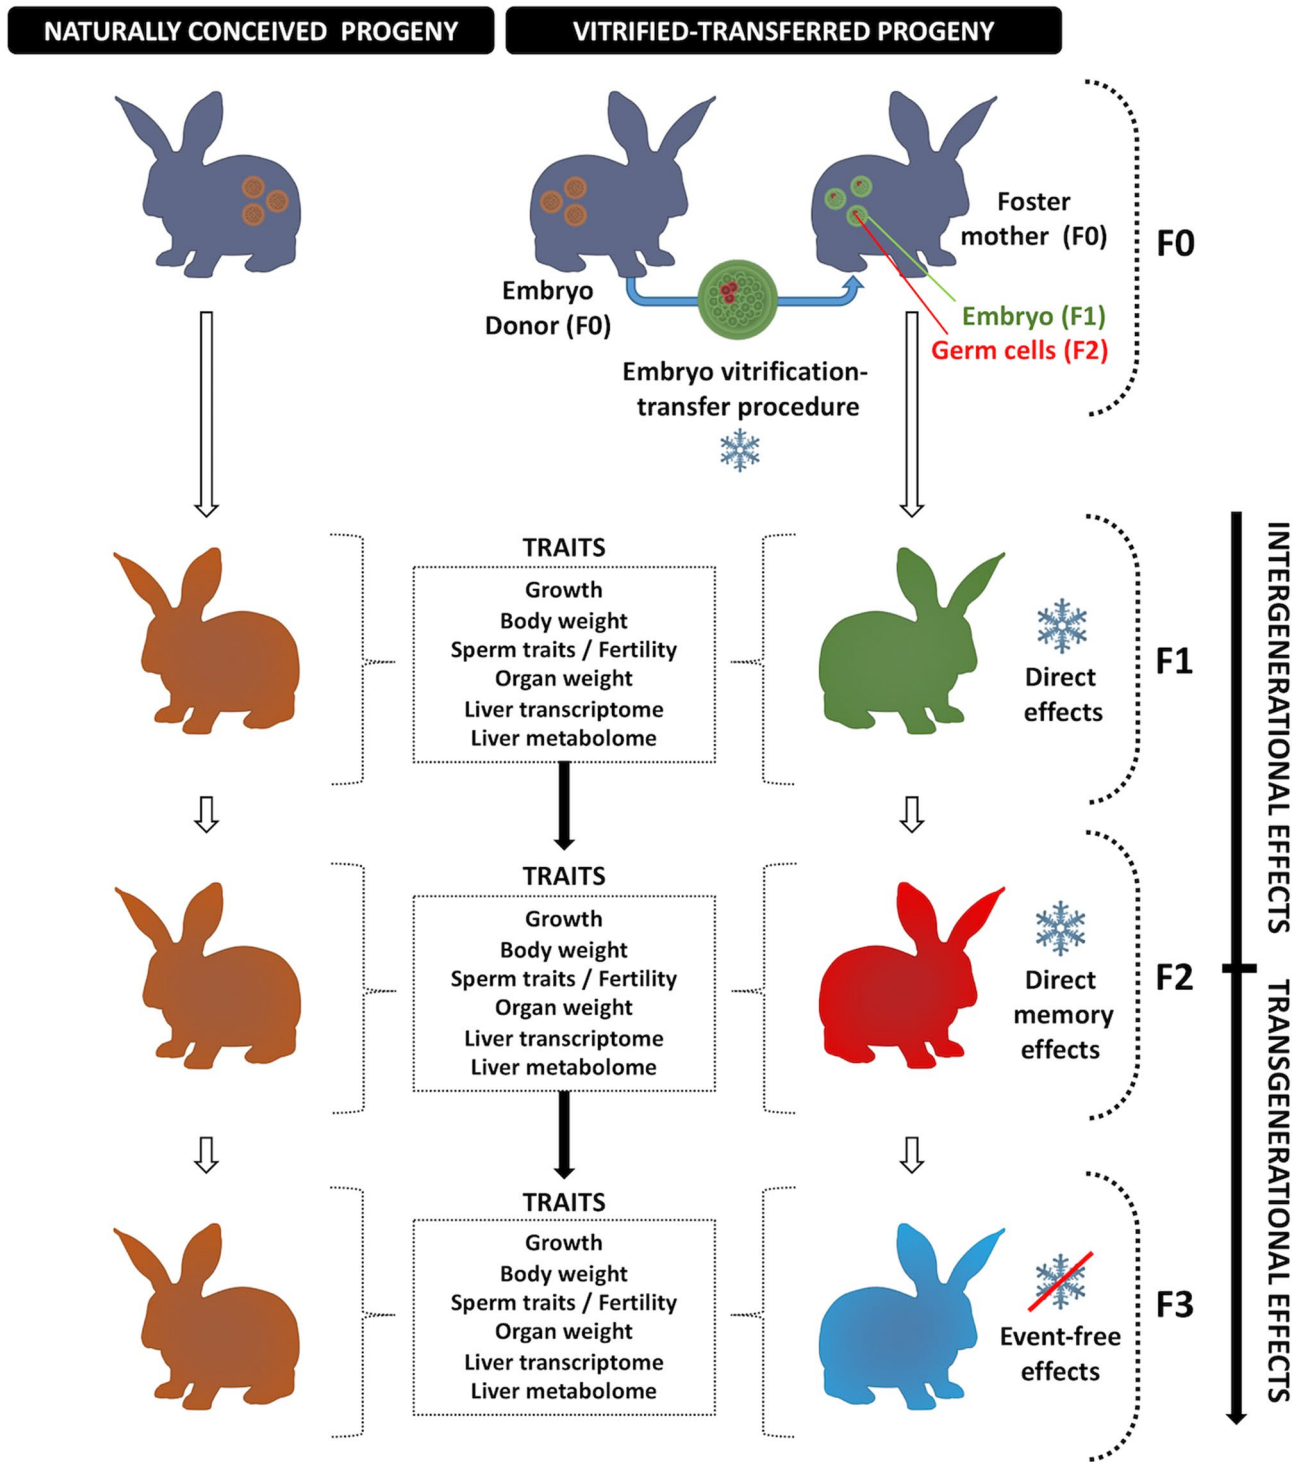 NATURALLY CONCEIVED PROGENY
VITRIFIED-TRANSFERRED PROGENY
Foster
mother (F0)
F0
Embryo
Donor (F0)
Embryo (F1)
Germ cells (F2)
Embryo vitrification-
transfer procedure
TRAITS
Growth
Body weight
Sperm traits / Fertility
Organ weight
Liver transcriptome
Liver metabolome
Direct
effects
F1
INTERGENERATIONAL EFFECTS
TRAITS
Growth
Body weight
Sperm traits / Fertility
Organ weight
Liver transcriptome
Liver metabolome
Direct
memory
effects
F2
TRANSGENERATIONAL EFFECTS
TRAITS
Growth
Body weight
Sperm traits / Fertility
Organ weight
Liver transcriptome
Liver metabolome
Event-free
effects
F3